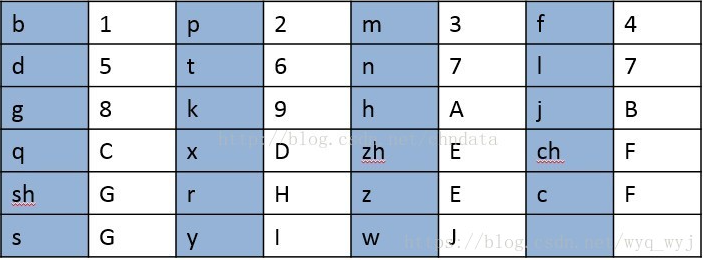 b 1 p 2 m 3 f 4
d 5 t 6 n 7 l 7
g 8 k 9 h A j B
http://blog.csdn.net/chndata
q C x D zh E ch F
sh G r H z E c F
s G y I w J
https://blog.csdn.net/wyq_wyj